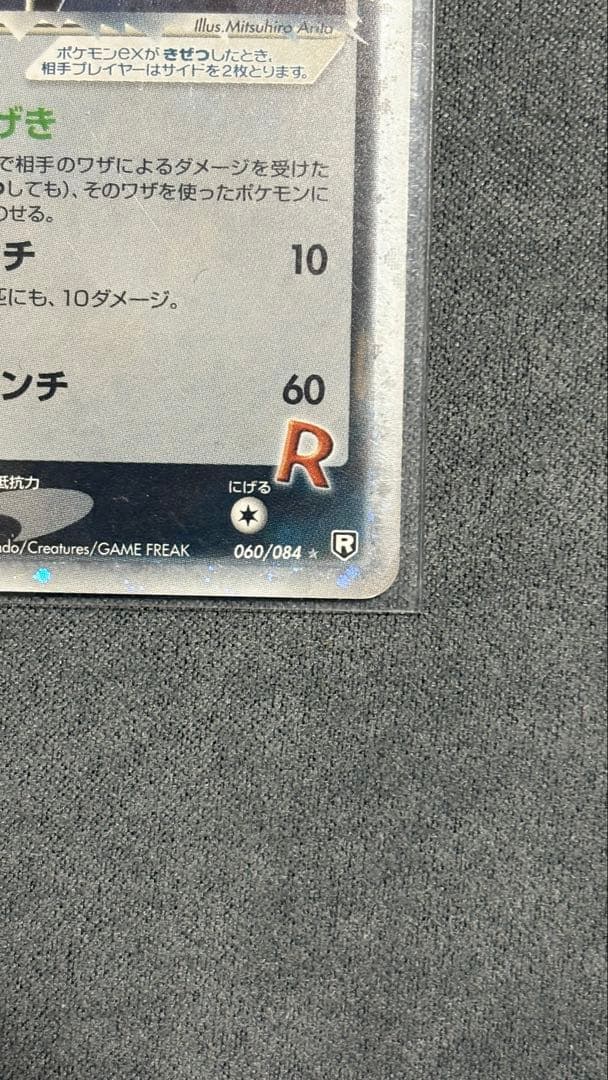 Illus.Mitsuhiro Arita
ポケモンexが きぜつしたとき、
相手プレイヤーはサイドを2枚とります。
げき
で相手のワザによるダメージを受けた
しても)、そのワザを使ったポケモンに
のせる。
チ 10
にも、10ダメージ。
ンチ 60
R
抵抗力 にげる
do/Creatures/GAME FREAK 060/084 ★ R